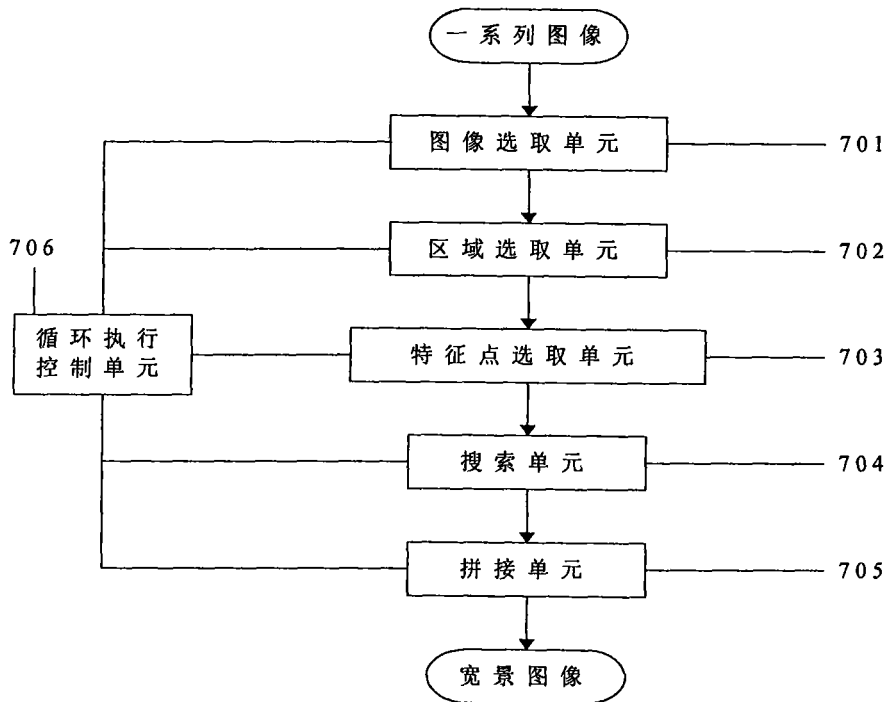 一系列图像
图像选取单元
701
区域选取单元
702
706
循环执行
控制单元
特征点选取单元
703
搜索单元
704
拼接单元
705
宽景图像